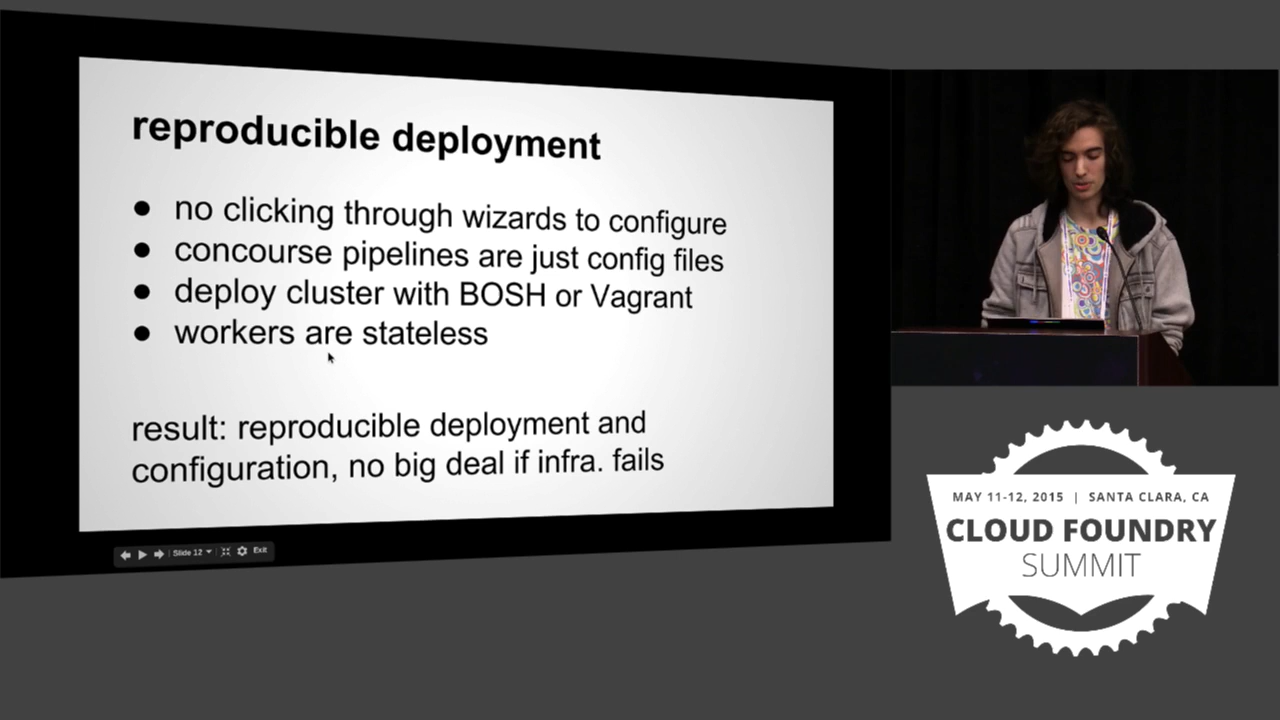 reproducible deployment
● no clicking through wizards to configure
● concourse pipelines are just config files
● deploy cluster with BOSH or Vagrant
● workers are stateless
result: reproducible deployment and
configuration, no big deal if infra. fails
Slide 12
Exit
MAY 11-12, 2015 | SANTA CLARA, CA
CLOUD FOUNDRY
SUMMIT